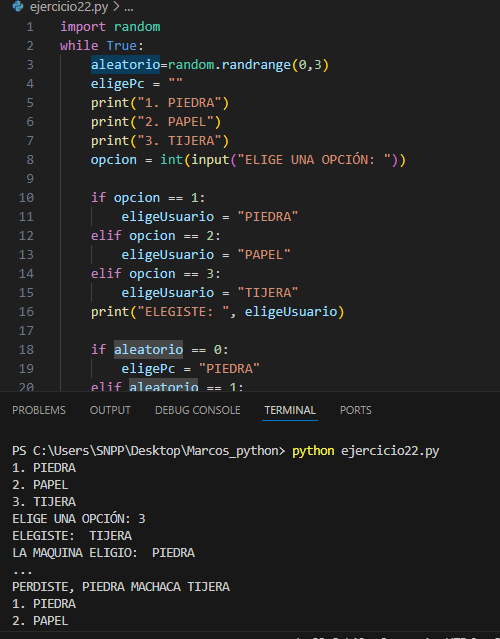 ejercicio22.py > ...
1 import random
2 while True:
3 aleatorio=random.randrange(0,3)
4 eligePc = ""
5 print("1. PIEDRA")
6 print("2. PAPEL")
7 print("3. TIJERA")
8 opcion = int(input("ELIGE UNA OPCIÓN: "))
9
10 if opcion == 1:
11 eligeUsuario = "PIEDRA"
12 elif opcion == 2:
13 eligeUsuario = "PAPEL"
14 elif opcion == 3:
15 eligeUsuario = "TIJERA"
16 print("ELEGISTE: ", eligeUsuario)
17
18 if aleatorio == 0:
19 eligePc = "PIEDRA"
20 elif aleatorio == 1:
PROBLEMS OUTPUT DEBUG CONSOLE TERMINAL PORTS
PS C:\Users\SNPP\Desktop\Marcos_python> python ejercicio22.py
1. PIEDRA
2. PAPEL
3. TIJERA
ELIGE UNA OPCIÓN: 3
ELEGISTE:  TIJERA
LA MAQUINA ELIGIO:  PIEDRA
...
PERDISTE, PIEDRA MACHACA TIJERA
1. PIEDRA
2. PAPEL